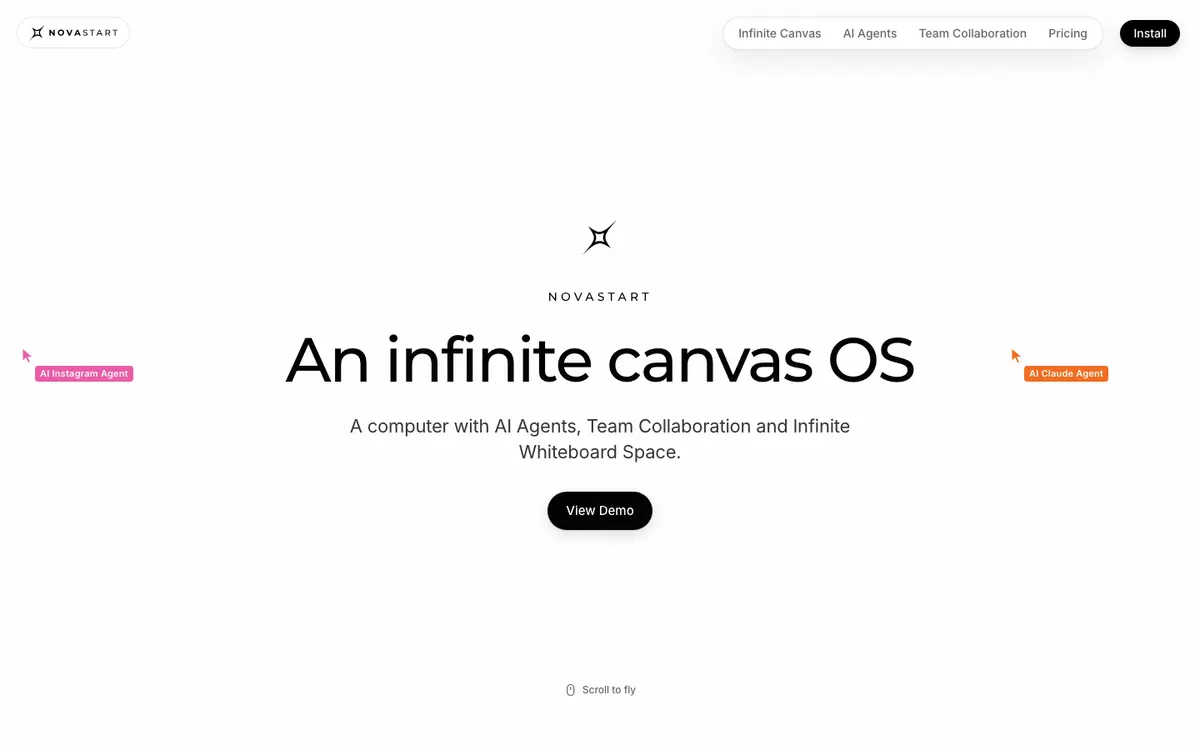 NOVASTART
Infinite Canvas
AI Agents
Team Collaboration
Pricing
Install
NOVASTART
An infinite canvas OS
AI Instagram Agent
AI Claude Agent
A computer with AI Agents, Team Collaboration and Infinite
Whiteboard Space.
View Demo
Scroll to fly